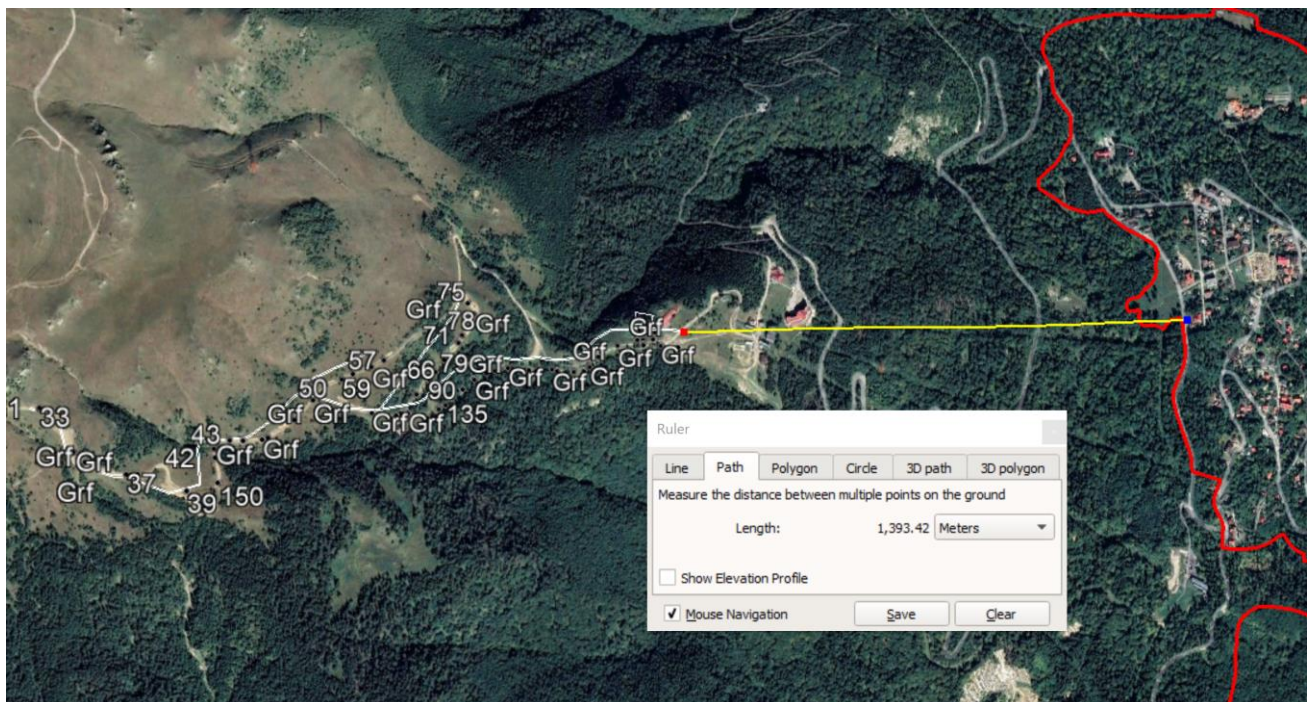 75
Grf
78Grf
71
Grf
57
Grf
66
79Grf
Grf
Grf
50
59
Grf
90
Grf
Grf
Grf
1
33
Grf
Grf
GrfGrf
135
43
42
Grf
Grf
GrfGrf
Grf
37
39
150
Ruler
Line Path Polygon Circle 3D path 3D polygon
Measure the distance between multiple points on the ground
Length: 1,393.42 Meters
Show Elevation Profile
Mouse Navigation Save Clear